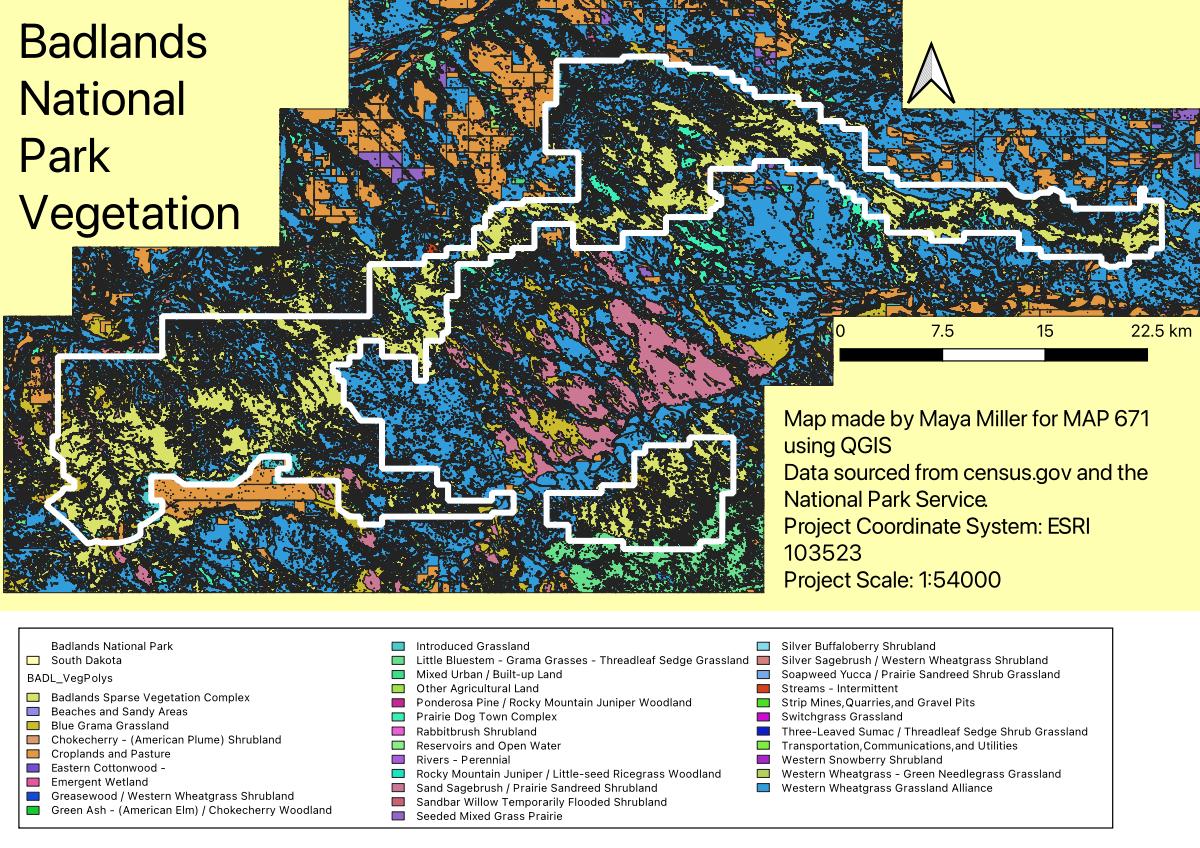 Badlands
National
Park
Vegetation
0 7.5 15 22.5 km
Map made by Maya Miller for MAP 671
using QGIS
Data sourced from census.gov and the
National Park Service.
Project Coordinate System: ESRI
103523
Project Scale: 1:54000
Badlands National Park
South Dakota
BADL_VegPolys
Badlands Sparse Vegetation Complex
Beaches and Sandy Areas
Blue Grama Grassland
Chokecherry - (American Plume) Shrubland
Croplands and Pasture
Eastern Cottonwood -
Emergent Wetland
Greasewood / Western Wheatgrass Shrubland
Green Ash - (American Elm) / Chokecherry Woodland
Introduced Grassland
Little Bluestem - Grama Grasses - Threadleaf Sedge Grassland
Mixed Urban / Built-up Land
Other Agricultural Land
Ponderosa Pine / Rocky Mountain Juniper Woodland
Prairie Dog Town Complex
Rabbitbrush Shrubland
Reservoirs and Open Water
Rivers - Perennial
Rocky Mountain Juniper / Little-seed Ricegrass Woodland
Sand Sagebrush / Prairie Sandreed Shrubland
Sandbar Willow Temporarily Flooded Shrubland
Seeded Mixed Grass Prairie
Silver Buffaloberry Shrubland
Silver Sagebrush / Western Wheatgrass Shrubland
Soapweed Yucca / Prairie Sandreed Shrub Grassland
Streams - Intermittent
Strip Mines,Quarries,and Gravel Pits
Switchgrass Grassland
Three-Leaved Sumac / Threadleaf Sedge Shrub Grassland
Transportation,Communications,and Utilities
Western Snowberry Shrubland
Western Wheatgrass - Green Needlegrass Grassland
Western Wheatgrass Grassland Alliance